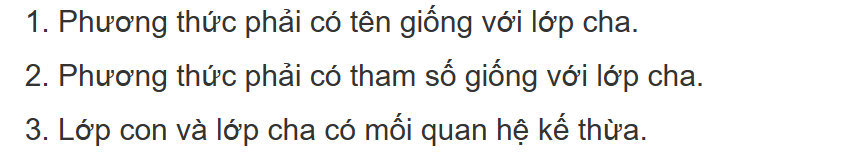 1. Phương thức phải có tên giống với lớp cha.
2. Phương thức phải có tham số giống với lớp cha.
3. Lớp con và lớp cha có mối quan hệ kế thừa.